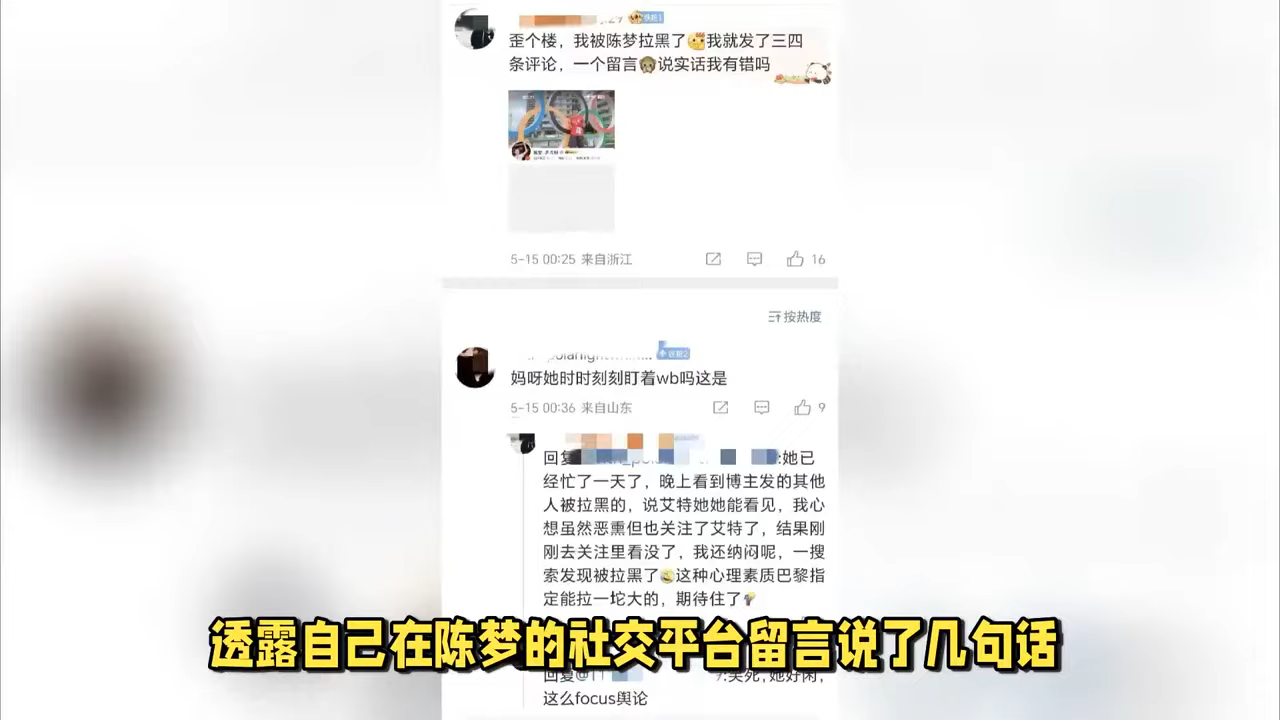 歪个楼，我被陈梦拉黑了我就发了三四
条评论，一个留言说实话我有错吗
5-15 00:25 来自浙江
16
按热度
妈呀她时时刻刻盯着wb吗这是
5-15 00:36 来自山东
9
回复 :她已
经忙了一天了，晚上看到博主发的其他
人被拉黑的，说艾特她她能看见，我心
想虽然恶熏但也关注了艾特了，结果刚
刚去关注里看没了，我还纳闷呢，一搜
索发现被拉黑了这种心理素质巴黎指
定能拉一坨大的，期待住了
透露自己在陈梦的社交平台留言说了几句话
回复@ :笑死,她好闲，
这么focus舆论